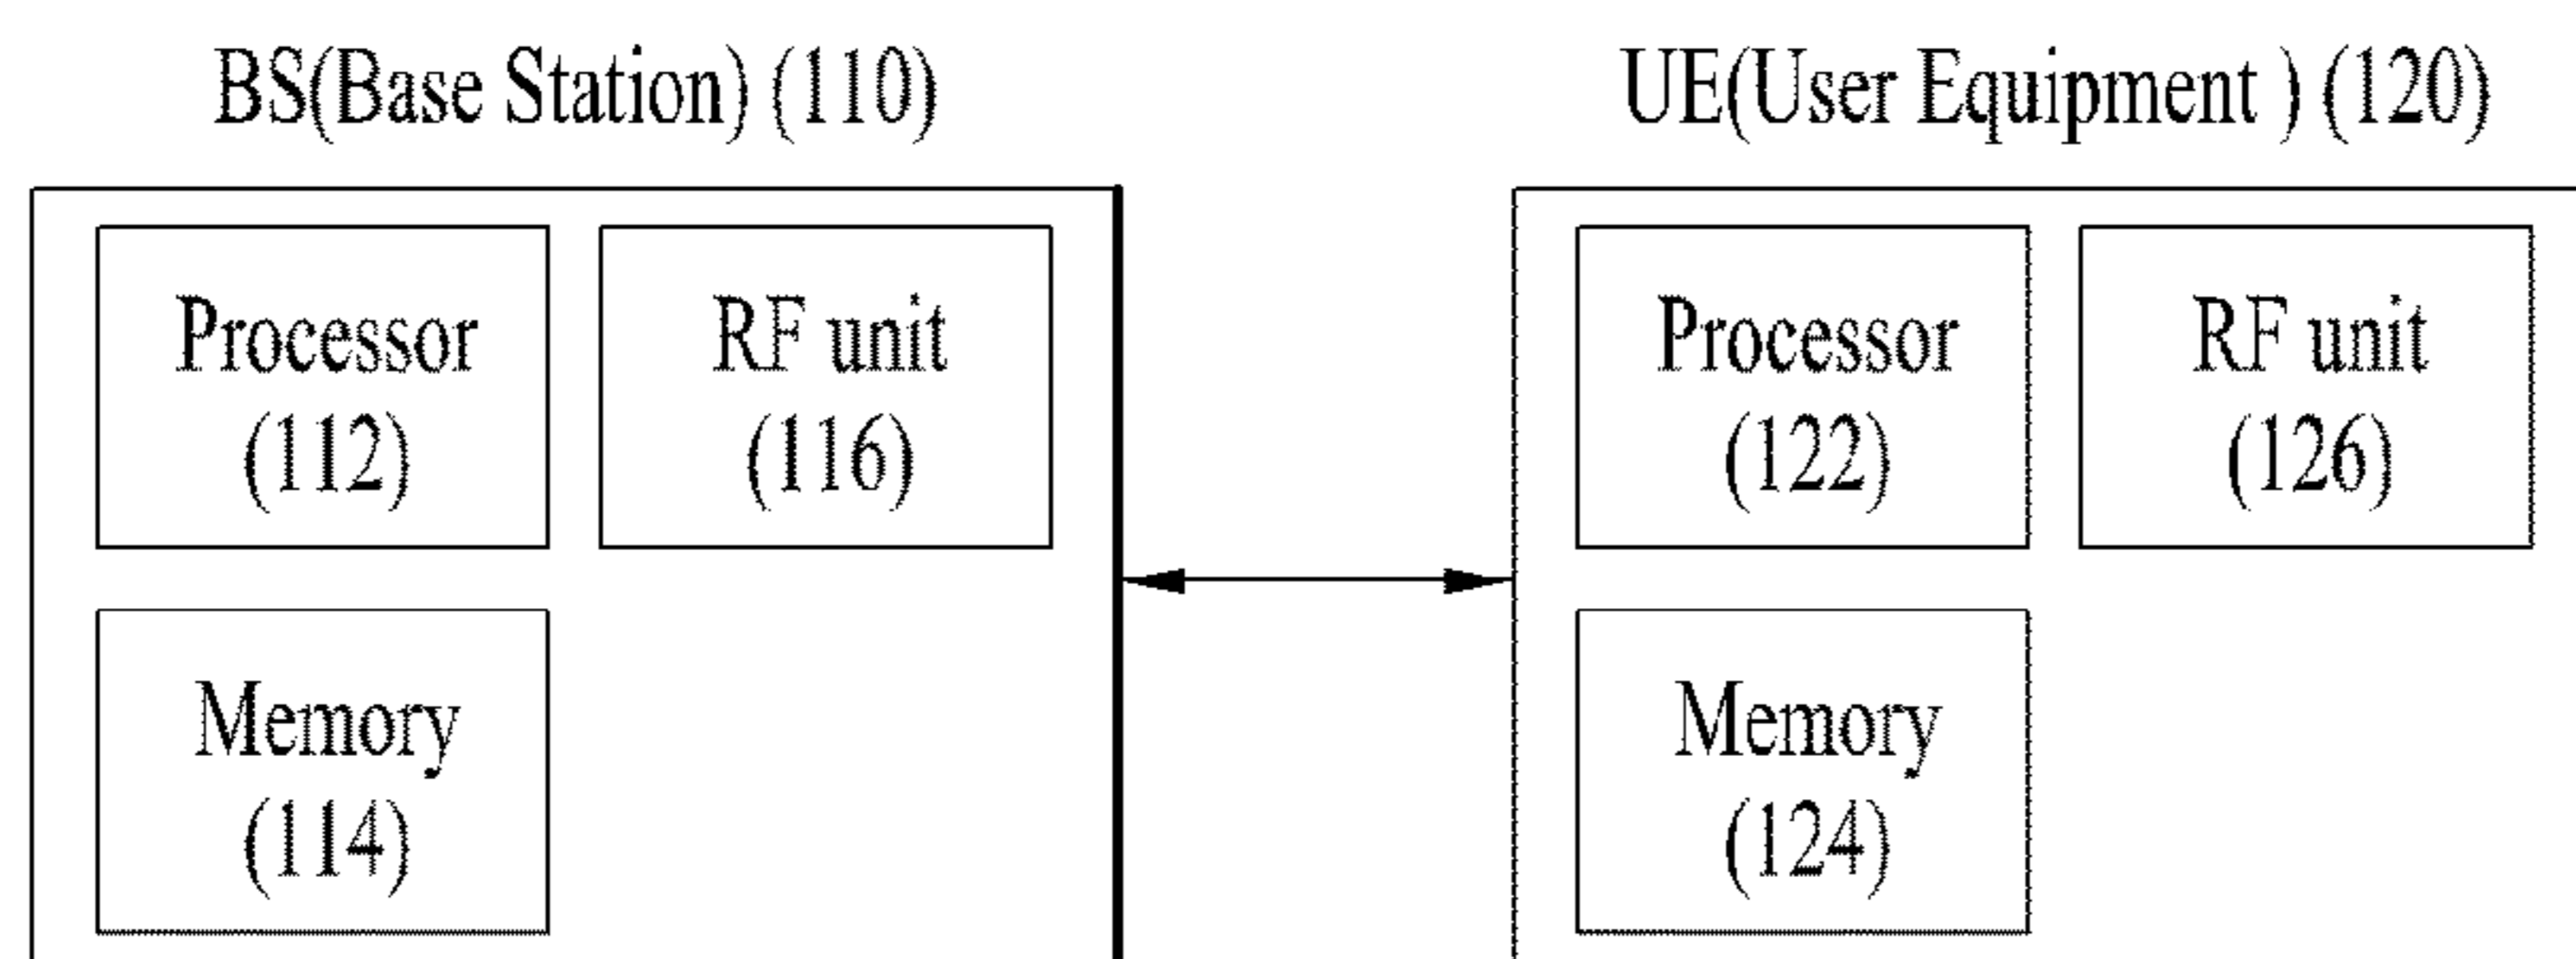 BS(Base Station) (110)
UE(User Equipment ) (120)
Processor
(112)
RF unit
(116)
Processor
(122)
RF unit
(126)
Memory
(114)
Memory
(124)